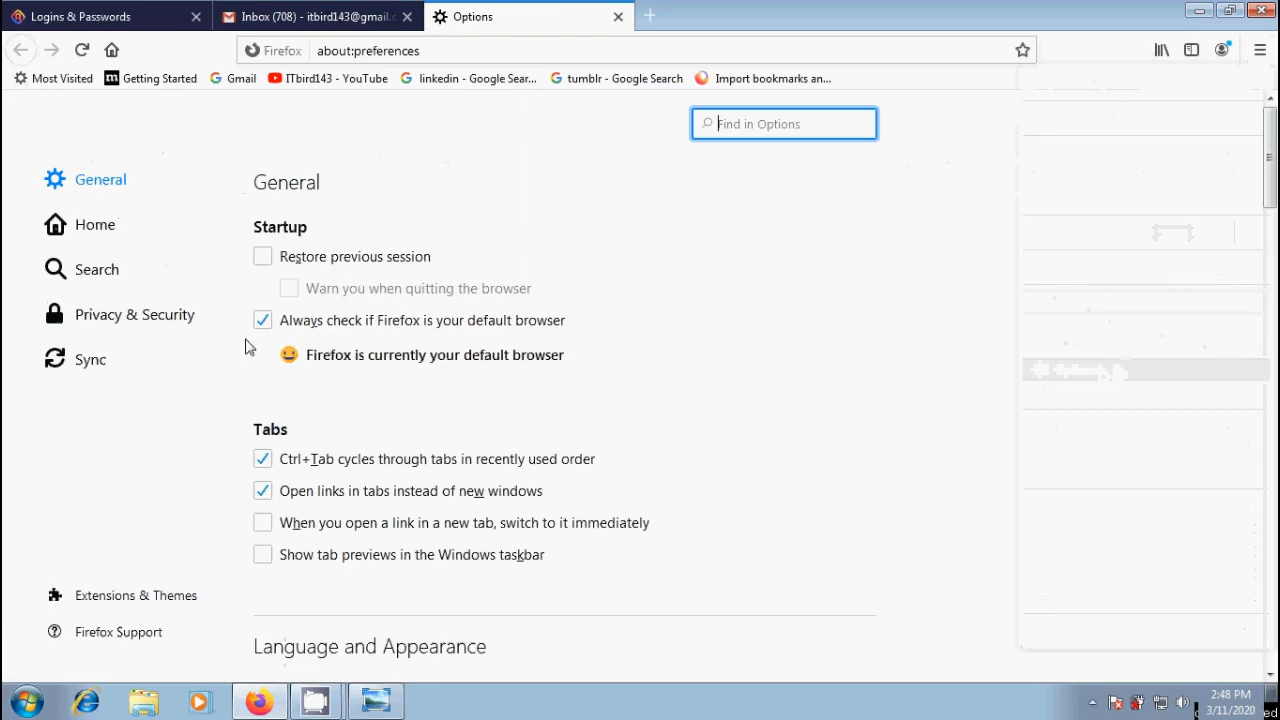 Logins & Passwords
Inbox (708) - itbird143@gmail.c
Options
Firefox
about:preferences
Most Visited
Getting Started
Gmail
ITbird143 - YouTube
linkedin - Google Sear...
tumblr - Google Search
Import bookmarks an...
Find in Options
General
Home
Search
Privacy & Security
Sync
Extensions & Themes
Firefox Support
General
Startup
Restore previous session
Warn you when quitting the browser
Always check if Firefox is your default browser
Firefox is currently your default browser
Tabs
Ctrl+Tab cycles through tabs in recently used order
Open links in tabs instead of new windows
When you open a link in a new tab, switch to it immediately
Show tab previews in the Windows taskbar
Language and Appearance
2:48 PM
3/11/2020